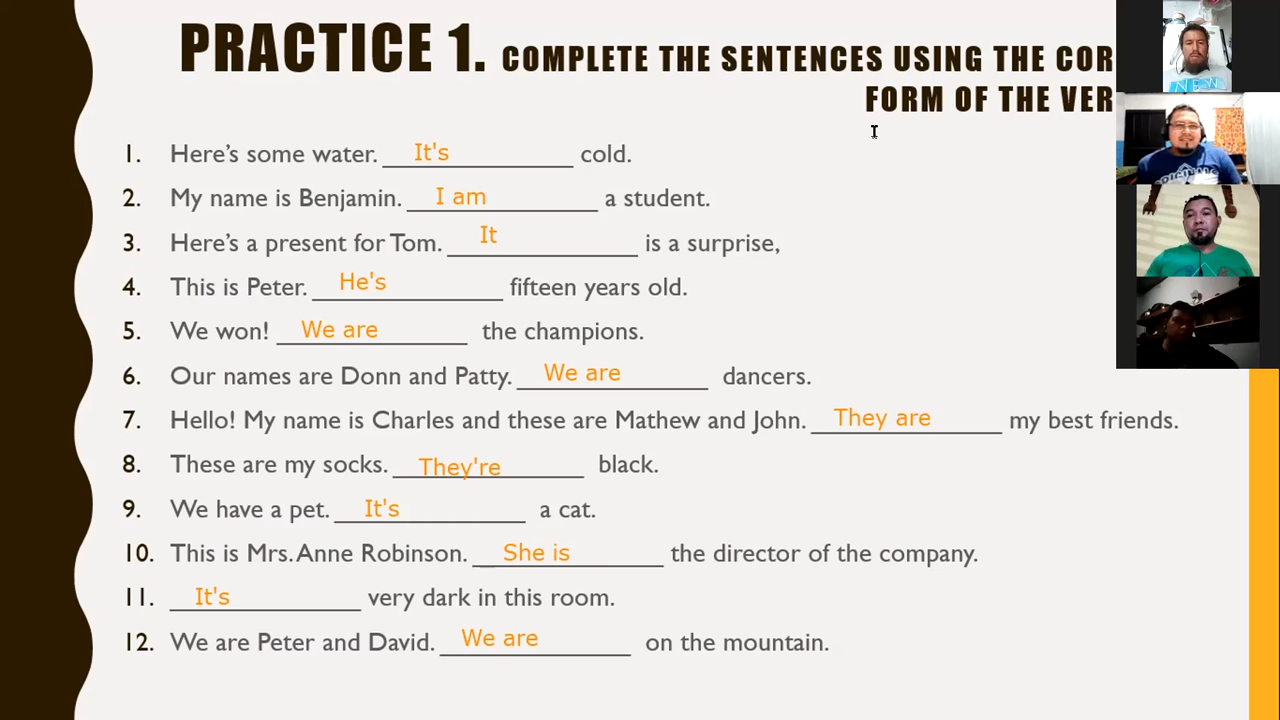 PRACTICE 1. COMPLETE THE SENTENCES USING THE COR
FORM OF THE VER
1. Here's some water. It's cold.
2. My name is Benjamin. I am a student.
3. Here's a present for Tom. It is a surprise,
4. This is Peter. He's fifteen years old.
5. We won! We are the champions.
6. Our names are Donn and Patty. We are dancers.
7. Hello! My name is Charles and these are Mathew and John. They are my best friends.
8. These are my socks. They're black.
9. We have a pet. It's a cat.
10. This is Mrs. Anne Robinson. She is the director of the company.
11. It's very dark in this room.
12. We are Peter and David. We are on the mountain.
NEW